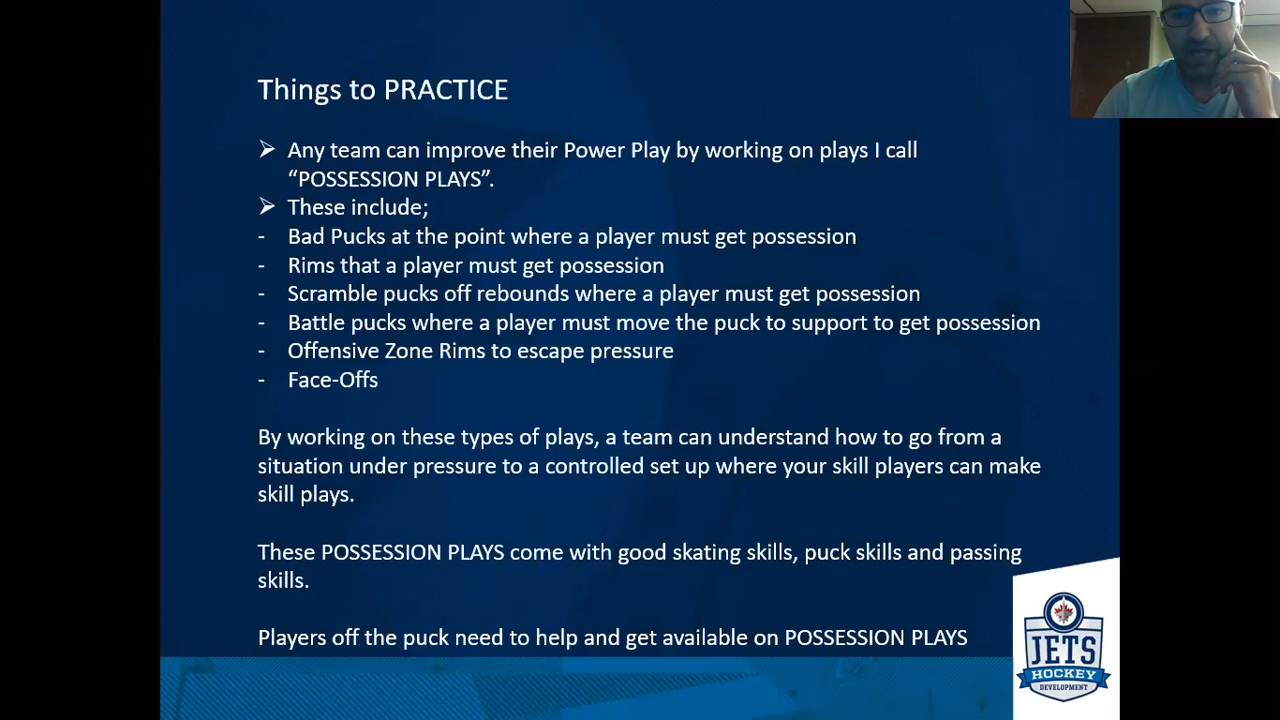 Things to PRACTICE
➢ Any team can improve their Power Play by working on plays I call
“POSSESSION PLAYS”.
➢ These include;
- Bad Pucks at the point where a player must get possession
- Rims that a player must get possession
- Scramble pucks off rebounds where a player must get possession
- Battle pucks where a player must move the puck to support to get possession
- Offensive Zone Rims to escape pressure
- Face-Offs
By working on these types of plays, a team can understand how to go from a
situation under pressure to a controlled set up where your skill players can make
skill plays.
These POSSESSION PLAYS come with good skating skills, puck skills and passing
skills.
Players off the puck need to help and get available on POSSESSION PLAYS
JETS
HOCKEY
DEVELOPMENT